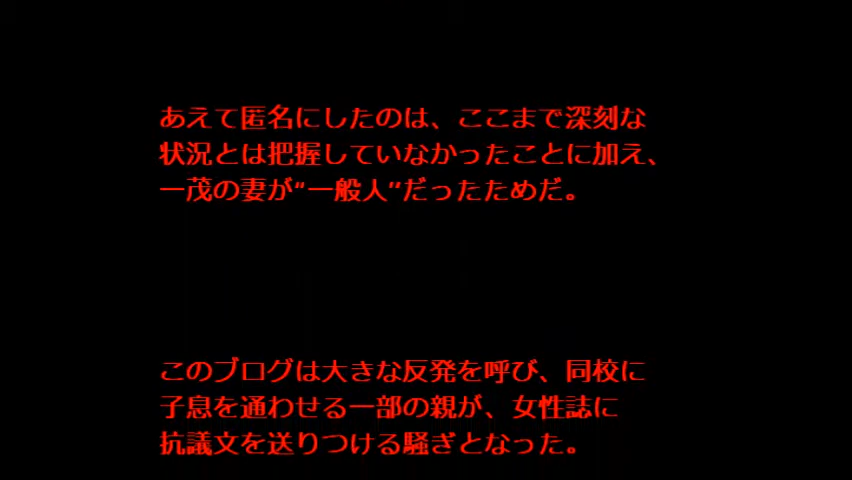 あえて匿名にしたのは、ここまで深刻な
状況とは把握していなかったことに加え、
一茂の妻が“一般人”だったためだ。
このブログは大きな反発を呼び、同校に
子息を通わせる一部の親が、女性誌に
抗議文を送りつける騒ぎとなった。